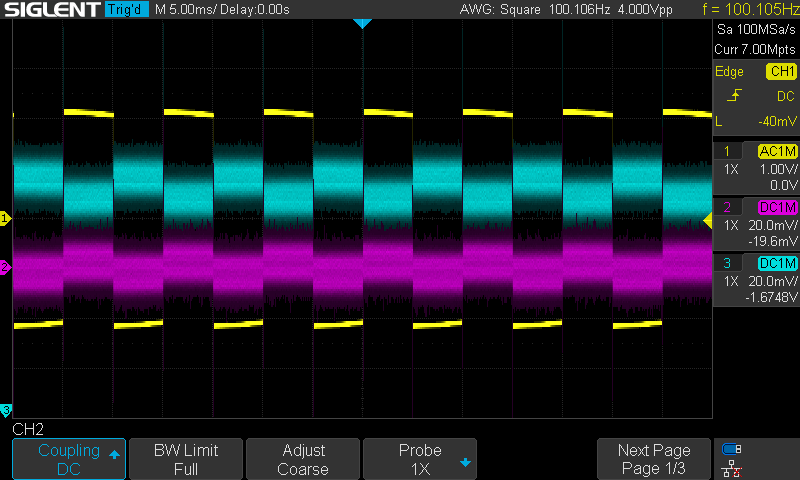 SIGLENT Trig'd M 5.00ms/ Delay:0.00s AWG: Square 100.106Hz 4.000Vpp f = 100.105Hz
Sa 100MSa/s
Curr 7.00Mpts
Edge CH1
DC
L -40mV
1 AC1M
1X 1.00V/
0.0V
2 DC1M
1X 20.0mV/
-19.6mV
3 DC1M
1X 20.0mV/
-1.6748V
1
2
3
CH2
Coupling BW Limit Adjust Probe Next Page
DC Full Coarse 1X Page 1/3